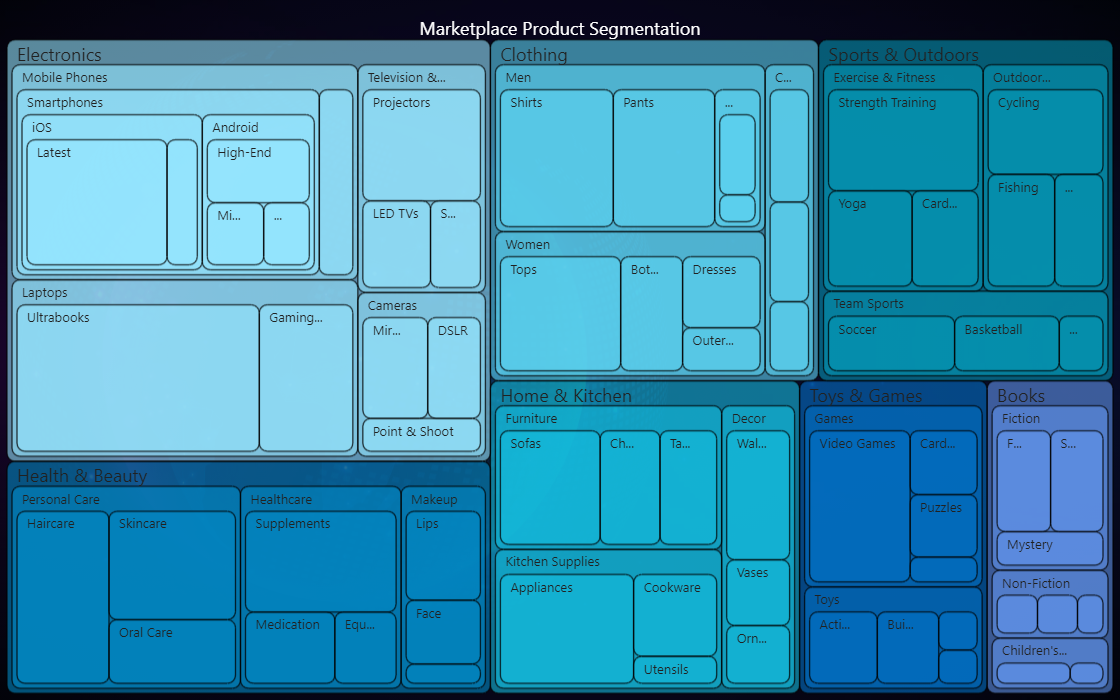 Marketplace Product Segmentation
Electronics
Mobile Phones
Smartphones
iOS
Latest
Android
High-End
Mi...
...
Laptops
Ultrabooks
Gaming...
Television &...
Projectors
LED TVs
S...
Cameras
Mir...
DSLR
Point & Shoot
Clothing
Men
Shirts
Pants
...
Women
Tops
Bot...
Dresses
Outer...
C...
Sports & Outdoors
Exercise & Fitness
Strength Training
Yoga
Card...
Outdoor...
Cycling
Fishing
...
Team Sports
Soccer
Basketball
...
Health & Beauty
Personal Care
Haircare
Skincare
Oral Care
Healthcare
Supplements
Medication
Equ...
Makeup
Lips
Face
Home & Kitchen
Furniture
Sofas
Ch...
Ta...
Kitchen Supplies
Appliances
Cookware
Utensils
Decor
Wal...
Vases
Orn...
Toys & Games
Games
Video Games
Card...
Puzzles
Toys
Acti...
Bui...
Books
Fiction
F...
S...
Mystery
Non-Fiction
Children's...